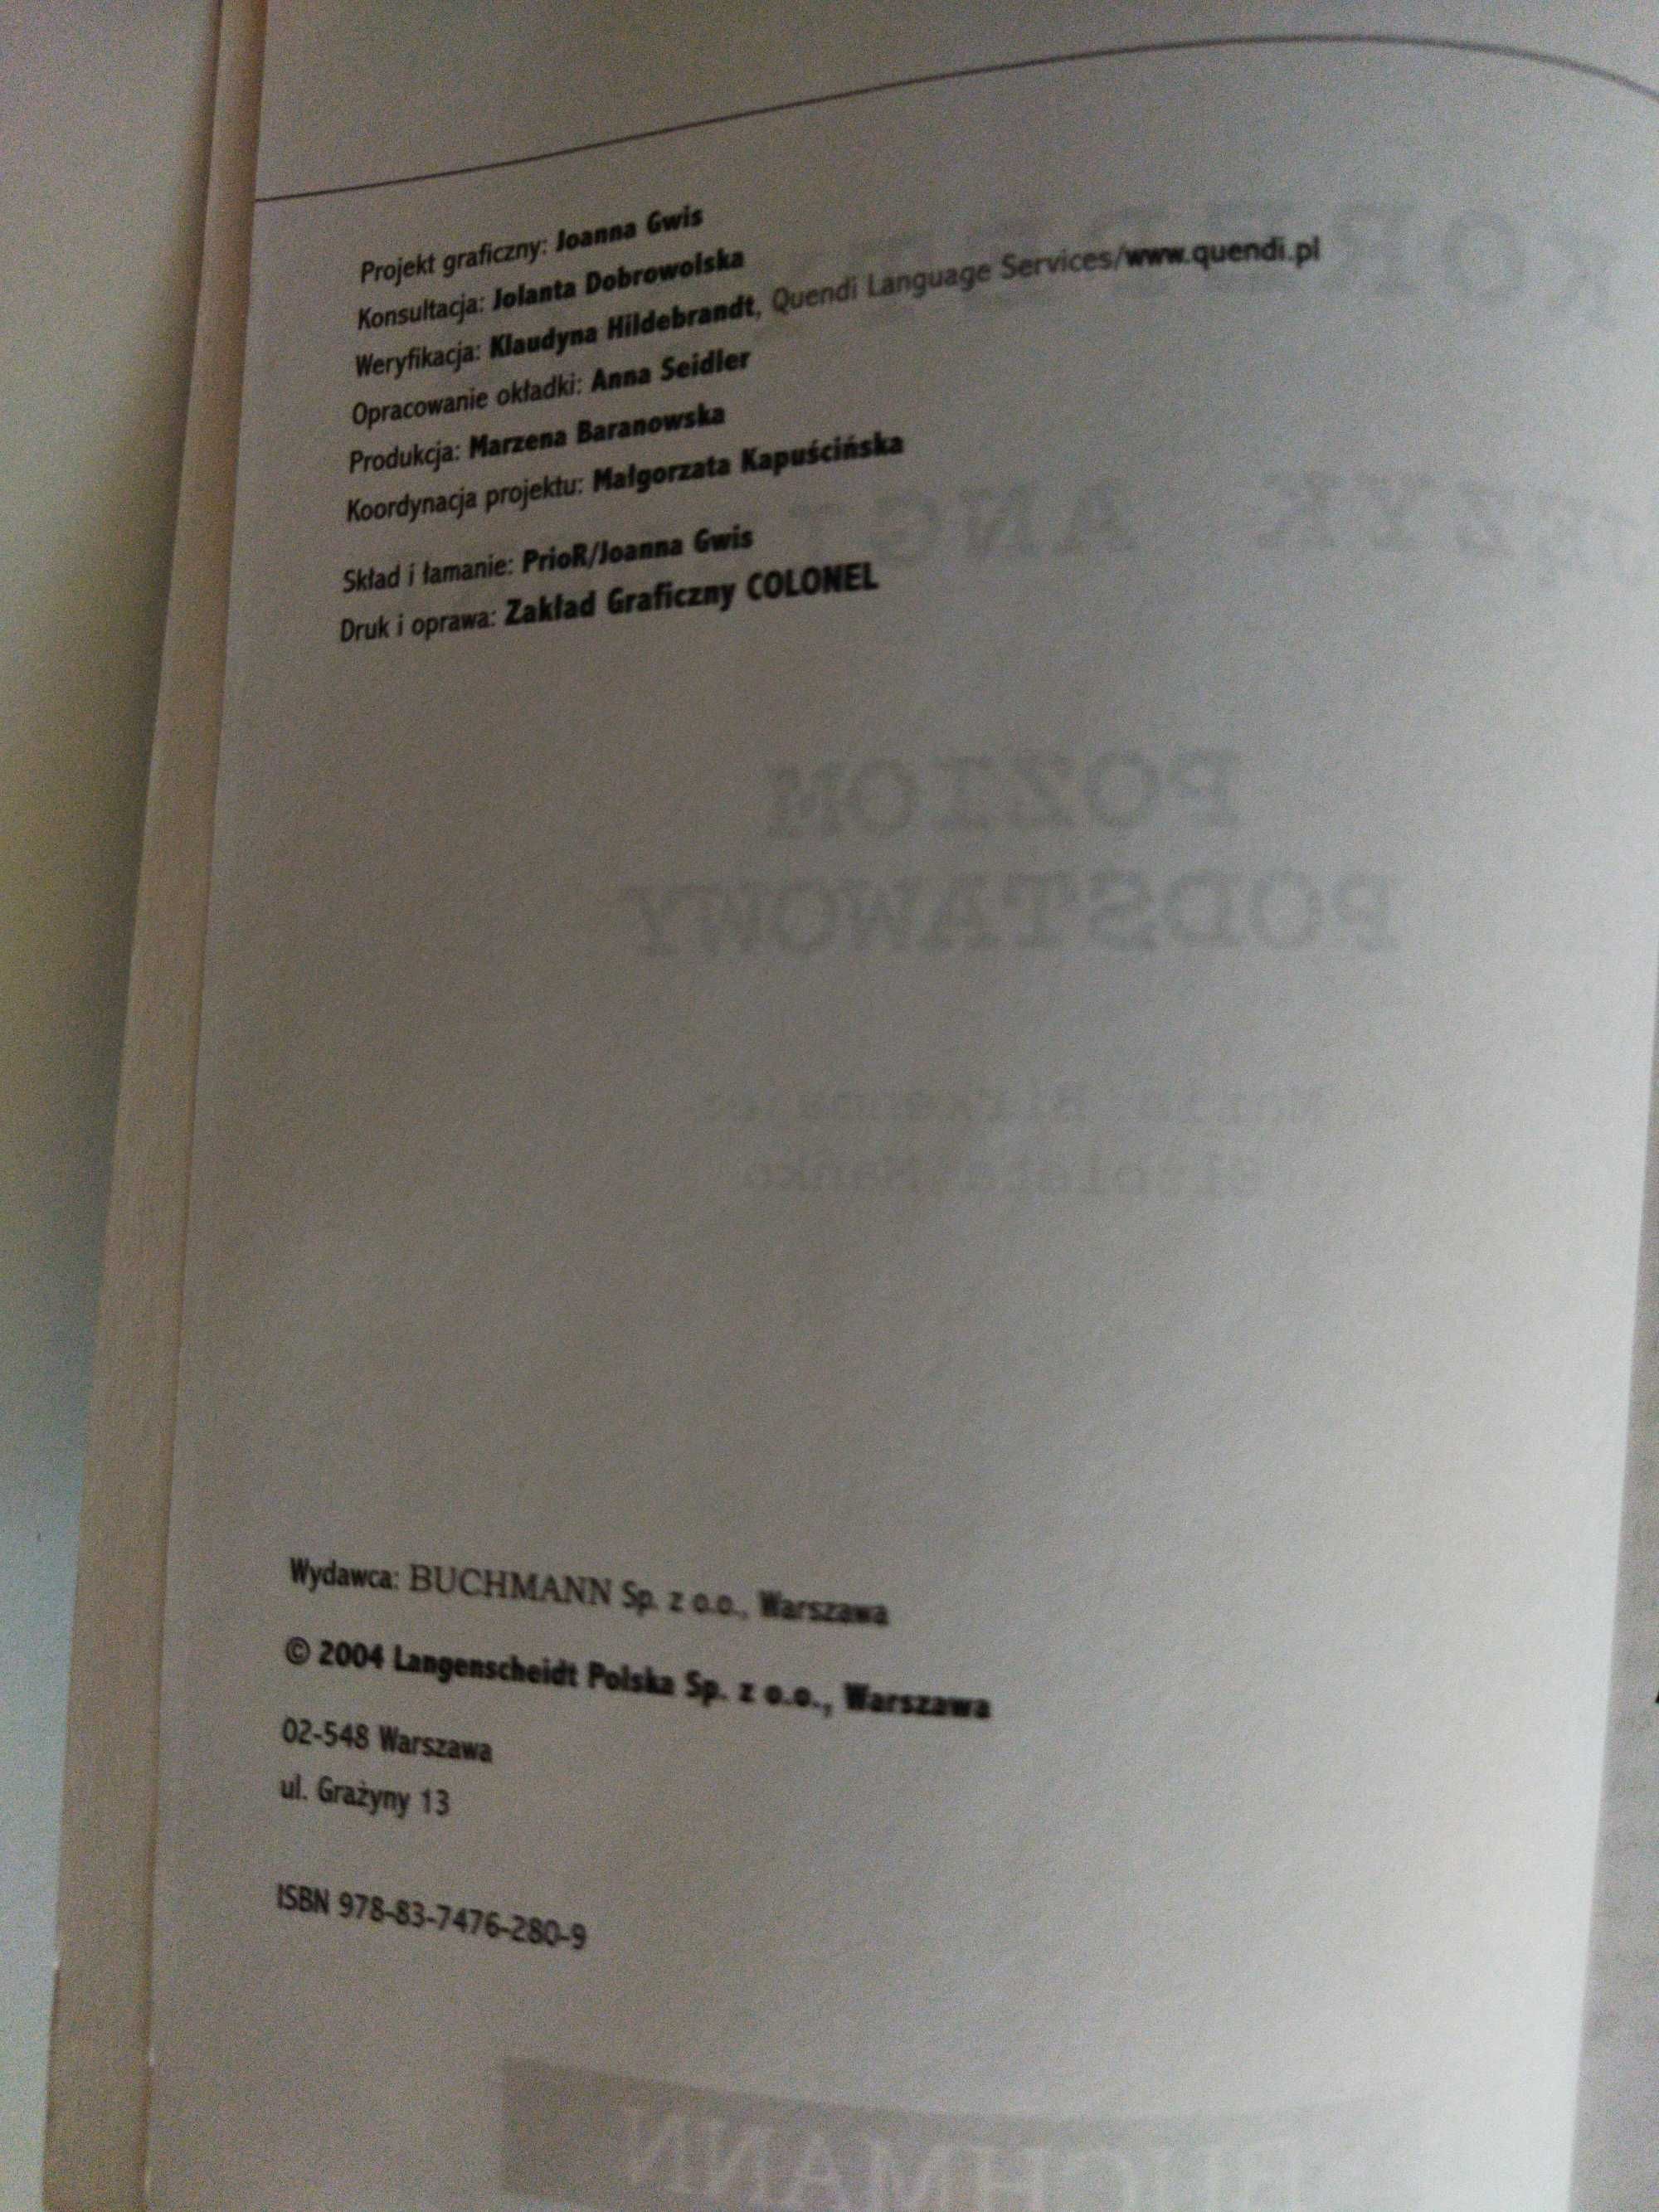 Projekt graficzny: Joanna Gwis
Konsultacja: Jolanta Dobrowolska
Weryfikacja: Klaudyna Hildebrandt, Quendi Language Services/www.quendi.pl
Opracowanie okładki: Anna Seidler
Produkcja: Marzena Baranowska
Koordynacja projektu: Małgorzata Kapuścińska
Skład i łamanie: PrioR/Joanna Gwis
Druk i oprawa: Zakład Graficzny COLONEL
POZIOM
PODSTAWOWY
Wydawca: BUCHMANN Sp. z o.o., Warszawa
© 2004 Langenscheidt Polska Sp. z o.o., Warszawa
02-548 Warszawa
ul. Grażyny 13
ISBN 978-83-7476-280-9
BUCHMANN